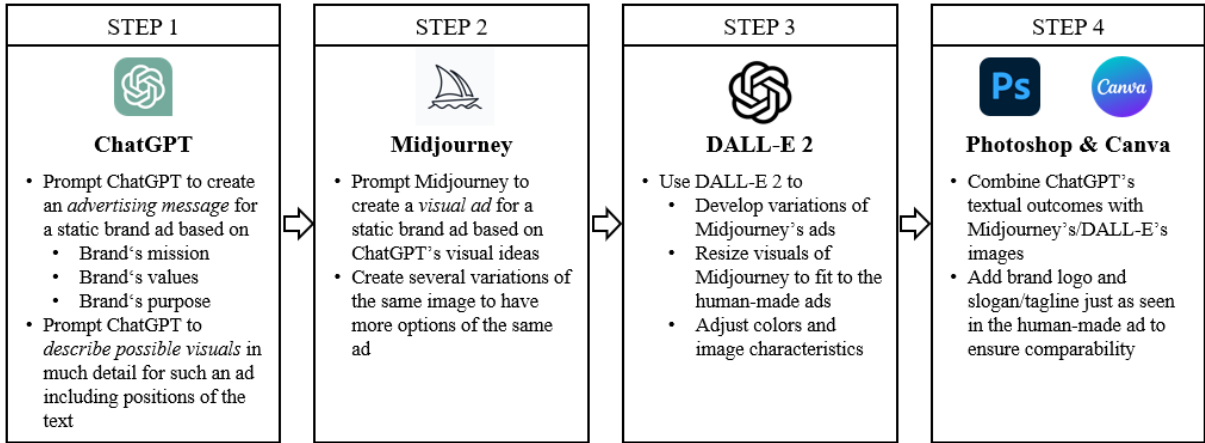 STEP 1
ChatGPT
• Prompt ChatGPT to create
an advertising message for
a static brand ad based on
• Brand‘s mission
• Brand‘s values
• Brand‘s purpose
• Prompt ChatGPT to
describe possible visuals in
much detail for such an ad
including positions of the
text
STEP 2
Midjourney
• Prompt Midjourney to
create a visual ad for a
static brand ad based on
ChatGPT’s visual ideas
• Create several variations of
the same image to have
more options of the same
ad
STEP 3
DALL-E 2
• Use DALL-E 2 to
• Develop variations of
Midjourney’s ads
• Resize visuals of
Midjourney to fit to the
human-made ads
• Adjust colors and
image characteristics
STEP 4
Ps
Canva
Photoshop & Canva
• Combine ChatGPT’s
textual outcomes with
Midjourney’s/DALL-E’s
images
• Add brand logo and
slogan/tagline just as seen
in the human-made ad to
ensure comparability